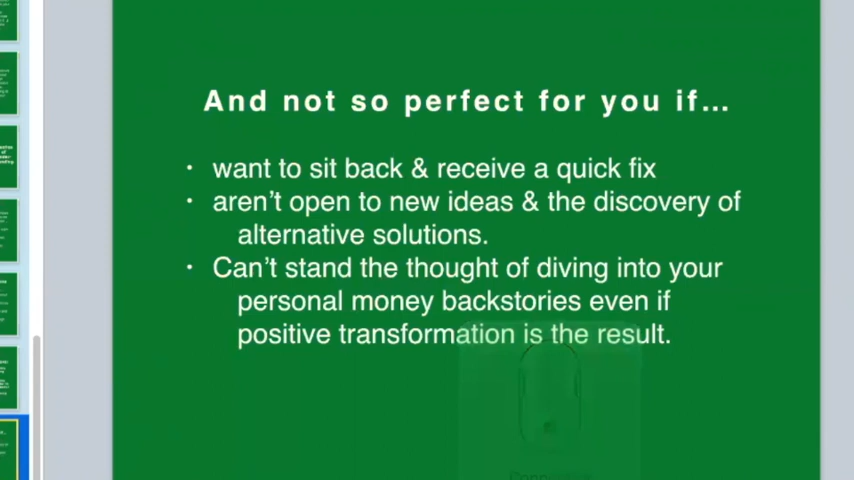 And not so perfect for you if...
• want to sit back & receive a quick fix
• aren't open to new ideas & the discovery of
alternative solutions.
• Can't stand the thought of diving into your
personal money backstories even if
positive transformation is the result.